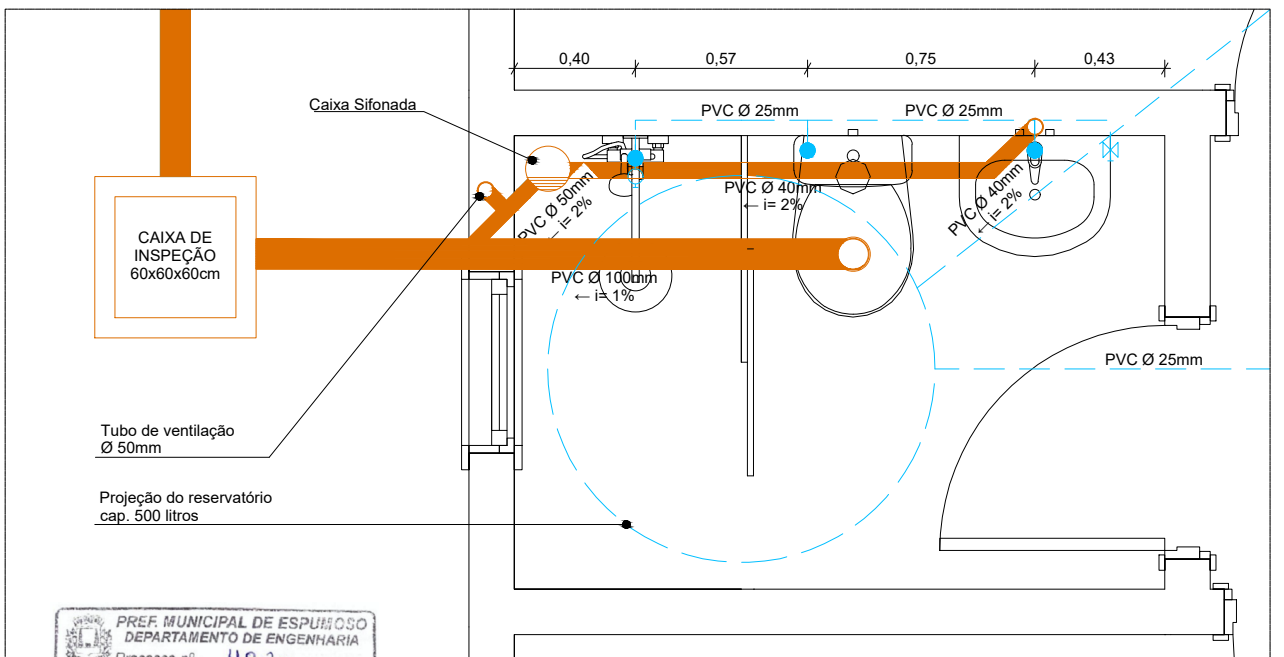 0,40
0,57
0,75
0,43
Caixa Sifonada
PVC Ø 25mm
PVC Ø 25mm
PVC Ø 50mm
← i= 2%
PVC Ø 40mm
← i= 2%
PVC Ø 40mm
← i= 2%
CAIXA DE
INSPEÇÃO
60x60x60cm
PVC Ø 100mm
← i= 1%
PVC Ø 25mm
Tubo de ventilação
Ø 50mm
Projeção do reservatório
cap. 500 litros
PREF. MUNICIPAL DE ESPUMOSO
DEPARTAMENTO DE ENGENHARIA